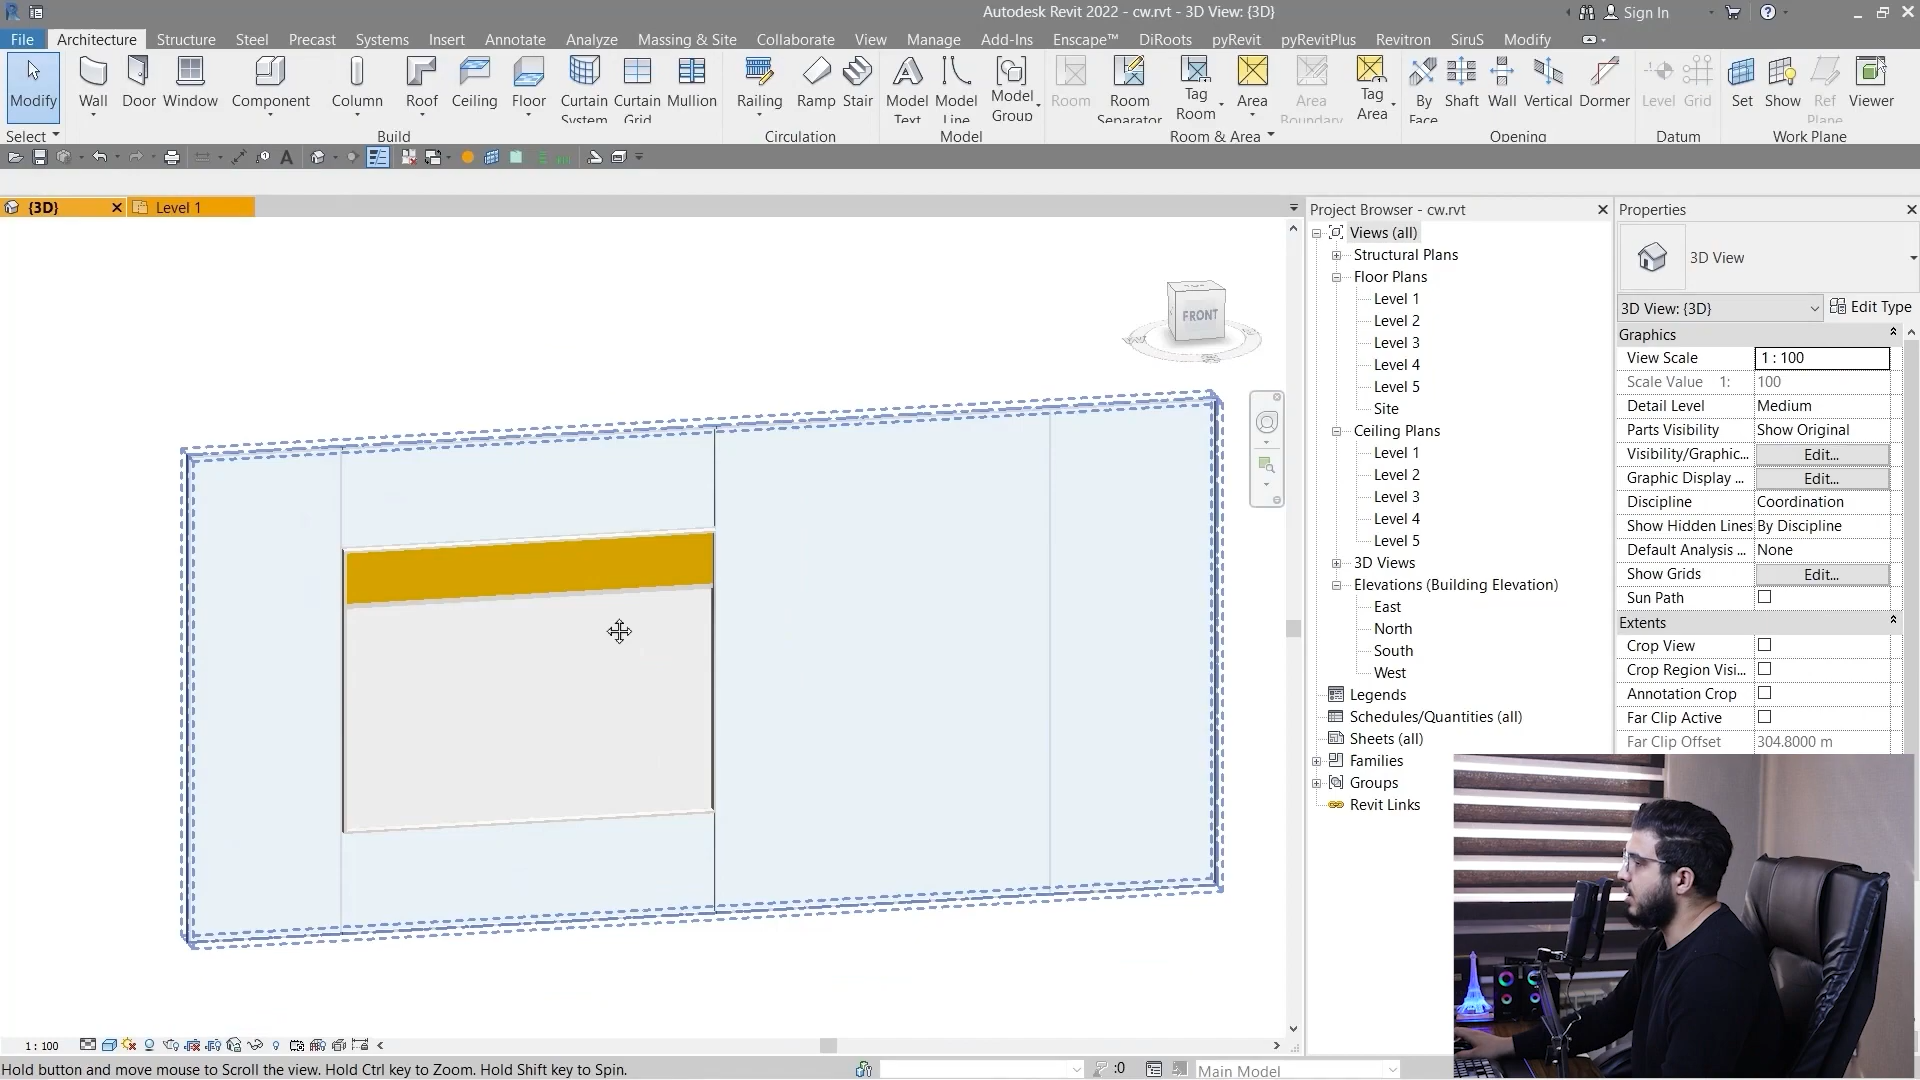 Autodesk Revit 2022 - cw.rvt - 3D View: {3D}
Sign In
File Architecture Structure Steel Precast Systems Insert Annotate Analyze Massing & Site Collaborate View Manage Add-Ins Enscape™ DiRoots pyRevit pyRevitPlus Revitron SiruS Modify
Modify Wall Door Window Component Column Roof Ceiling Floor Curtain System Curtain Grid Mullion Railing Ramp Stair Model Text Model Line Model Group Room Room Separator Tag Room Area Area Boundary Tag Area By Face Shaft Wall Vertical Dormer Level Grid Set Show Ref Plane Viewer
Select Build Circulation Model Room & Area Opening Datum Work Plane
{3D} Level 1
FRONT
Project Browser - cw.rvt
Views (all)
Structural Plans
Floor Plans
Level 1
Level 2
Level 3
Level 4
Level 5
Site
Ceiling Plans
Level 1
Level 2
Level 3
Level 4
Level 5
3D Views
Elevations (Building Elevation)
East
North
South
West
Legends
Schedules/Quantities (all)
Sheets (all)
Families
Groups
Revit Links
Properties
3D View
3D View: {3D} Edit Type
Graphics
View Scale 1 : 100
Scale Value 1: 100
Detail Level Medium
Parts Visibility Show Original
Visibility/Graphic... Edit...
Graphic Display ... Edit...
Discipline Coordination
Show Hidden Lines By Discipline
Default Analysis ... None
Show Grids Edit...
Sun Path
Extents
Crop View
Crop Region Visi...
Annotation Crop
Far Clip Active
Far Clip Offset 304.8000 m
1 : 100
Hold button and move mouse to Scroll the view. Hold Ctrl key to Zoom. Hold Shift key to Spin.
:0
Main Model